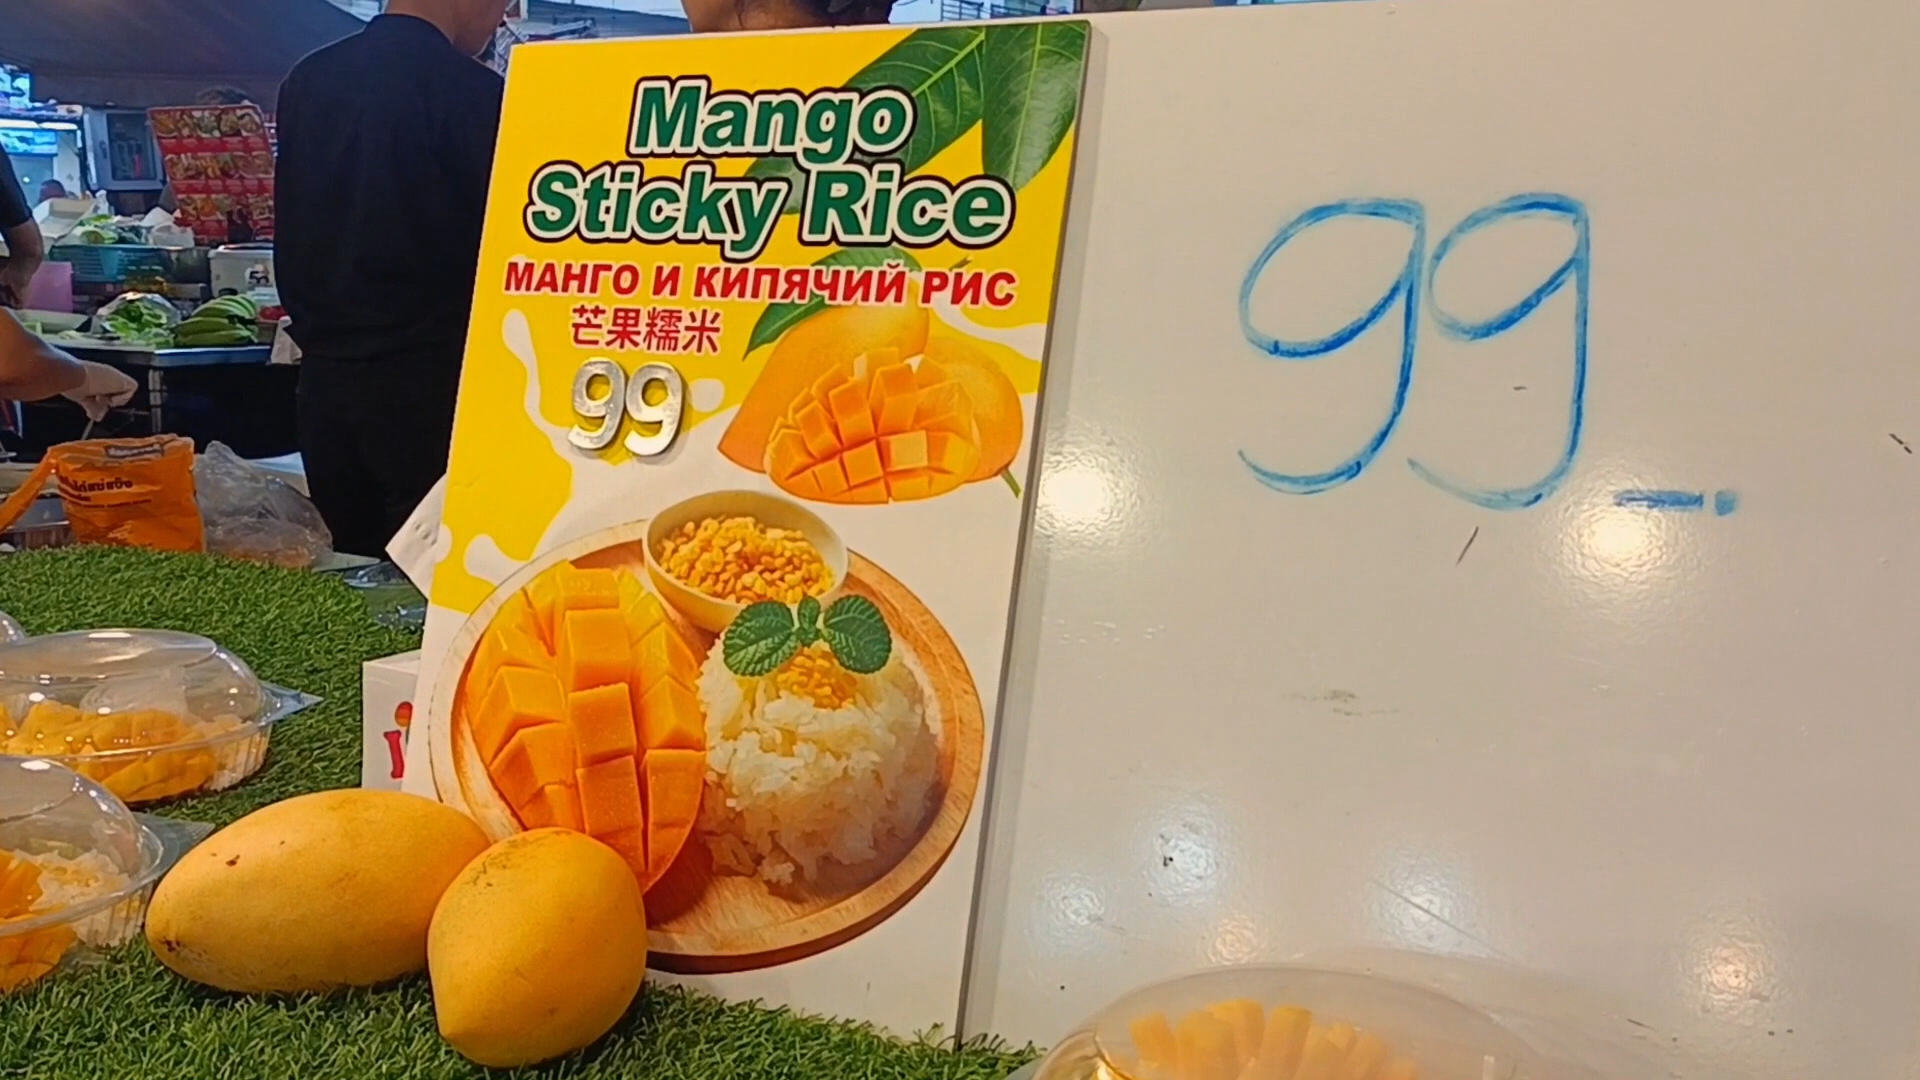 Mango
Sticky Rice
МАНГО И КИПЯЧИЙ РИС
芒果糯米
99
99 -.